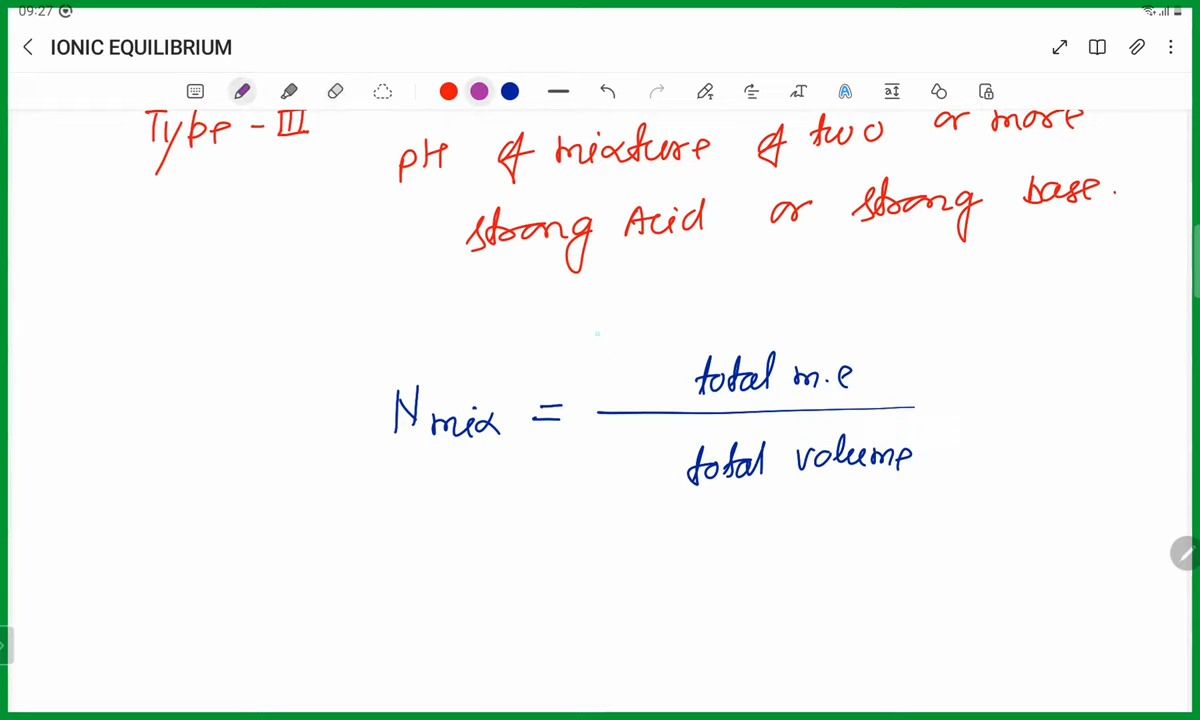 09:27
IONIC EQUILIBRIUM
Type - III
pH of mixture of two or more
strong Acid or strong base.
N mix = total m.e
total volume